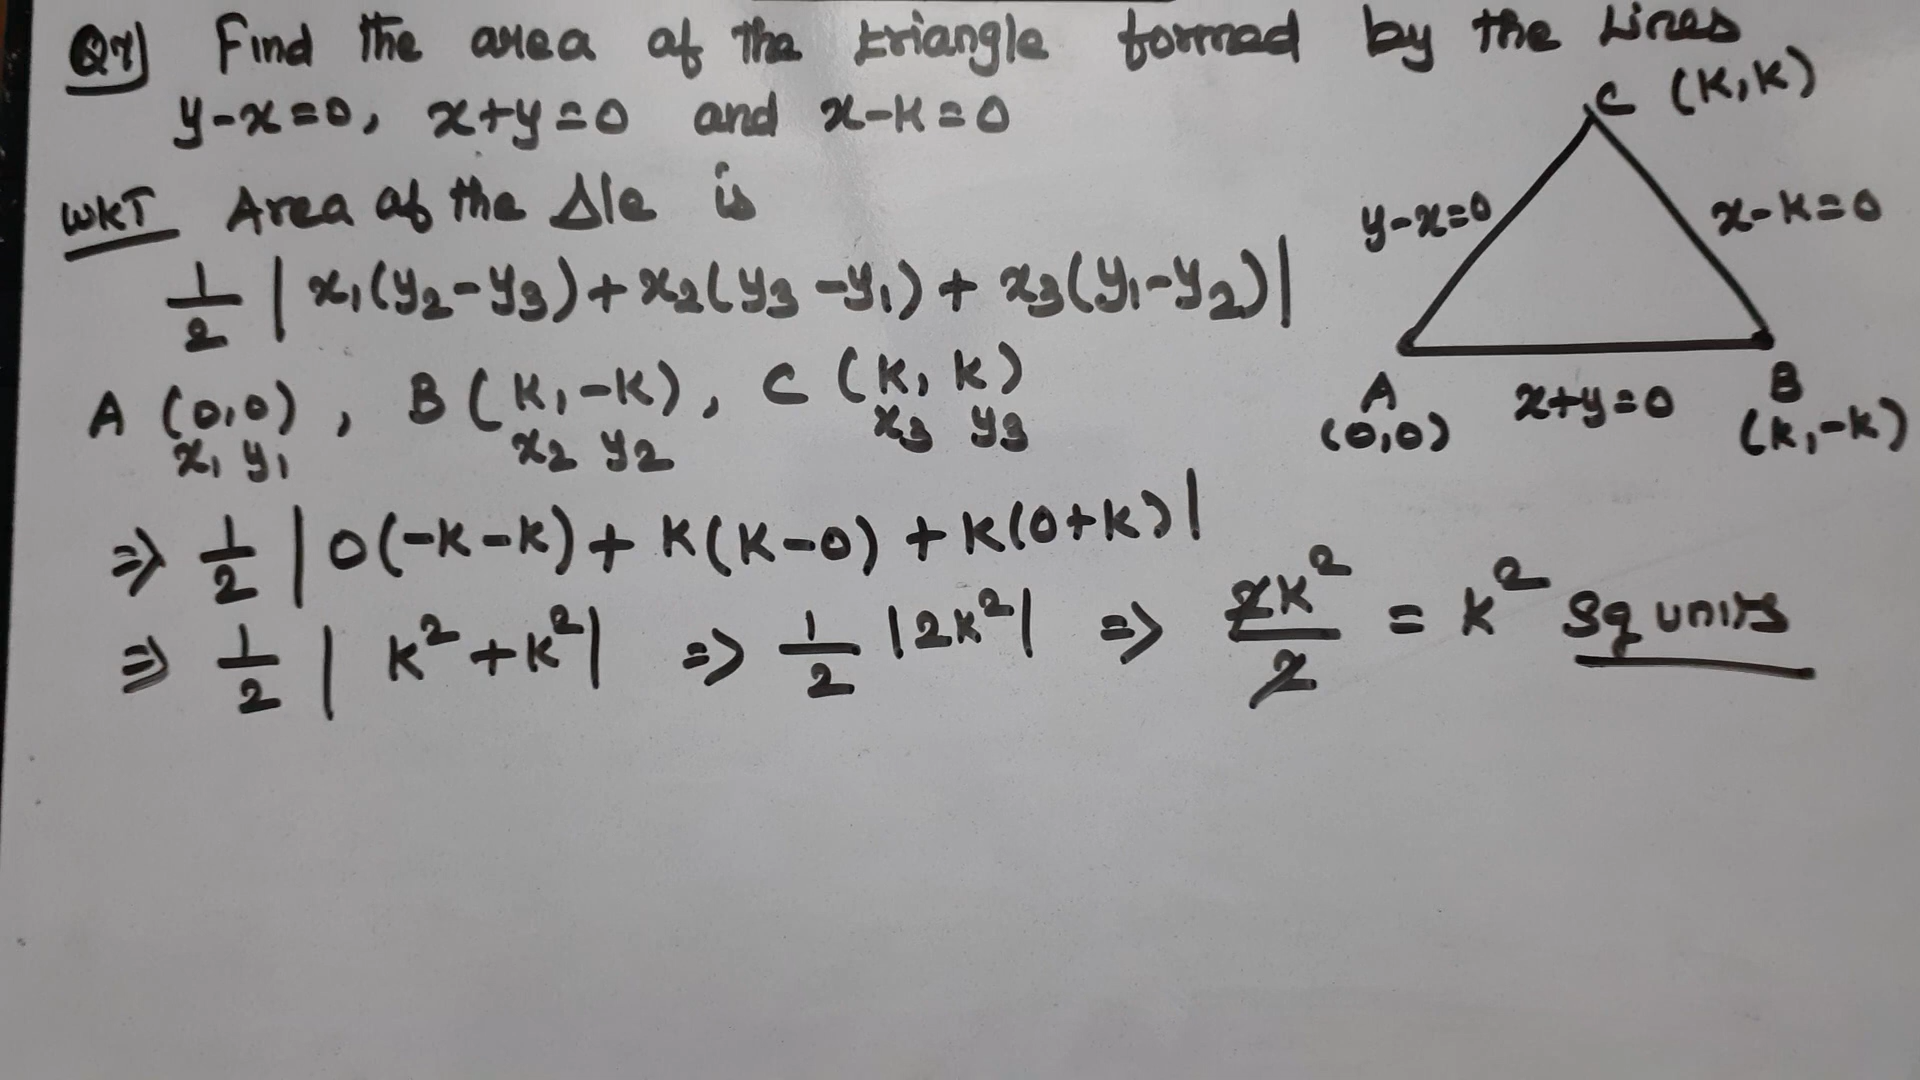 Q7) Find the area of the triangle formed by the Lines
y-x=0, x+y=0 and x-k=0
WKT Area of the Δle is
1/2 | x₁(y₂-y₃)+x₂(y₃-y₁)+x₃(y₁-y₂)|
A (0,0), B(k,-k), C(k,k)
x₁ y₁ x₂ y₂ x₃ y₃
⇒ 1/2 |0(-k-k)+k(k-0)+k(0+k)|
⇒ 1/2 | k²+k²| ⇒ 1/2 |2k²| ⇒ 2k²/2 = k² sq units
C (k,k)
y-x=0
x-k=0
A
(0,0)
x+y=0
B
(k,-k)